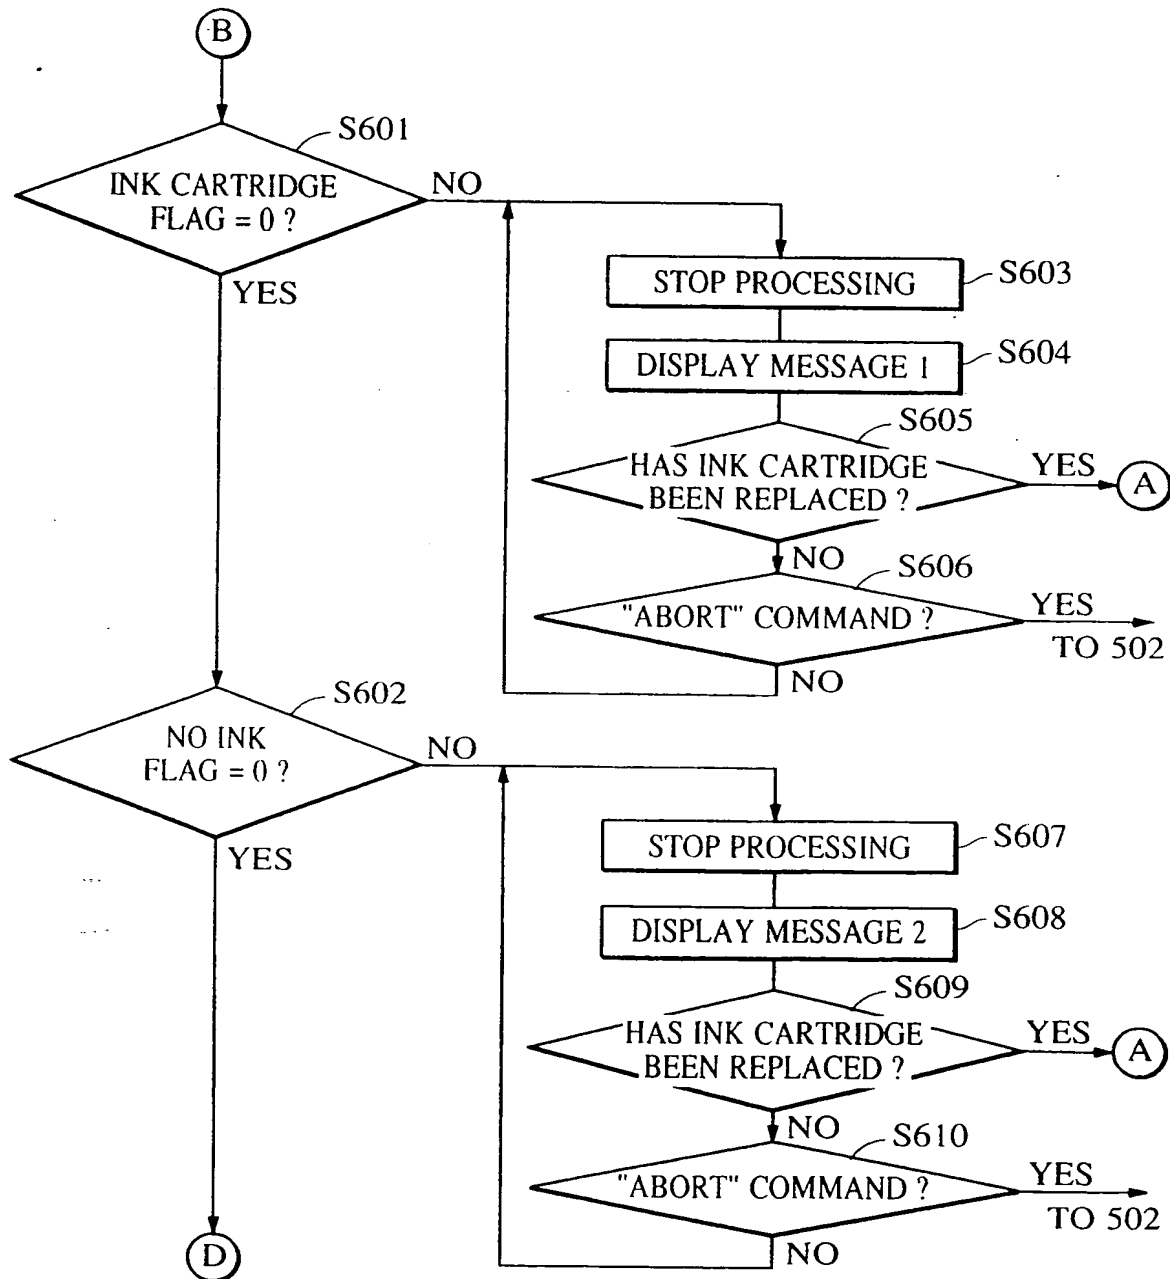 B
S601
INK CARTRIDGE
FLAG = 0 ?
NO
YES
STOP PROCESSING
S603
DISPLAY MESSAGE 1
S604
S605
HAS INK CARTRIDGE
BEEN REPLACED ?
YES
A
NO
S606
"ABORT" COMMAND ?
YES
TO 502
NO
S602
NO INK
FLAG = 0 ?
NO
YES
STOP PROCESSING
S607
DISPLAY MESSAGE 2
S608
S609
HAS INK CARTRIDGE
BEEN REPLACED ?
YES
A
NO
S610
"ABORT" COMMAND ?
YES
TO 502
NO
D